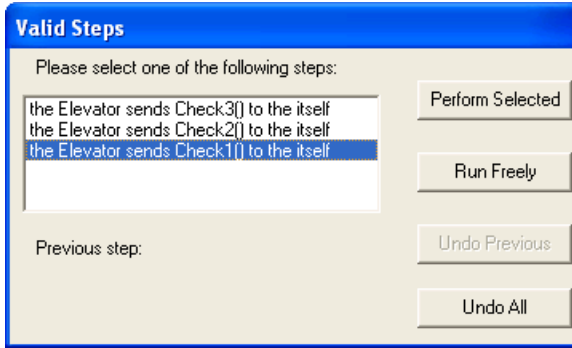 Valid Steps
Please select one of the following steps:
the Elevator sends Check3() to the itself
the Elevator sends Check2() to the itself
the Elevator sends Check1() to the itself
Perform Selected
Run Freely
Previous step:
Undo Previous
Undo All